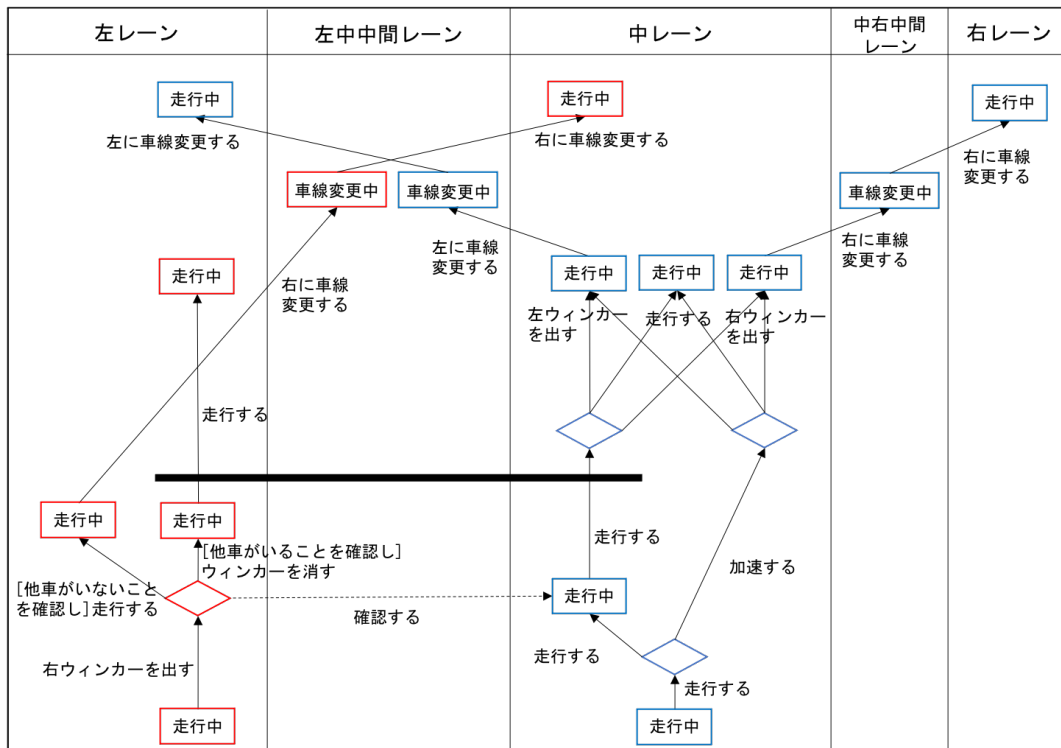 左レーン
左中中間レーン
中レーン
中右中間
レーン
右レーン
走行中
走行中
走行中
左に車線変更する
右に車線変更する
右に車線
変更する
車線変更中
車線変更中
車線変更中
左に車線
変更する
右に車線
変更する
走行中
右に車線
変更する
走行中
走行中
走行中
左ウィンカー
を出す
走行する
右ウィンカー
を出す
走行する
走行中
走行中
走行する
[他車がいることを確認し]
ウィンカーを消す
加速する
[他車がいないこと
を確認し]走行する
確認する
走行中
走行する
右ウィンカーを出す
走行する
走行中
走行中